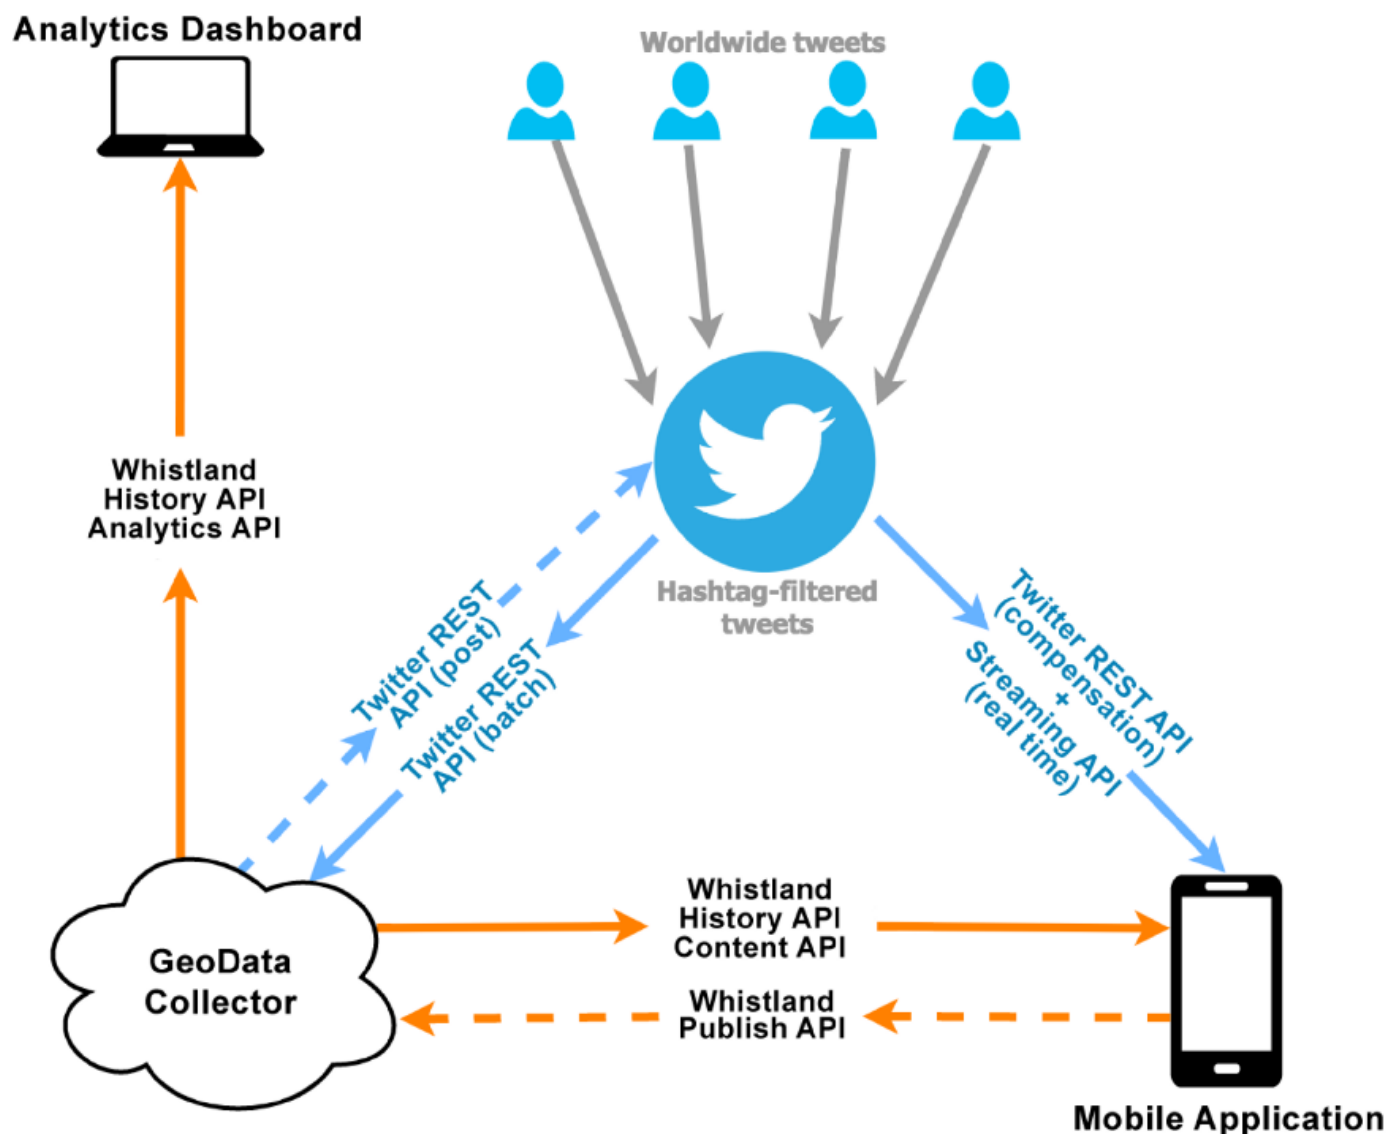 Analytics Dashboard
Worldwide tweets
Whistland
History API
Analytics API
Hashtag-filtered
tweets
Twitter REST
API (post)
Twitter REST
API (batch)
Twitter REST API
(compensation)
+
Streaming API
(real time)
GeoData
Collector
Whistland
History API
Content API
Whistland
Publish API
Mobile Application